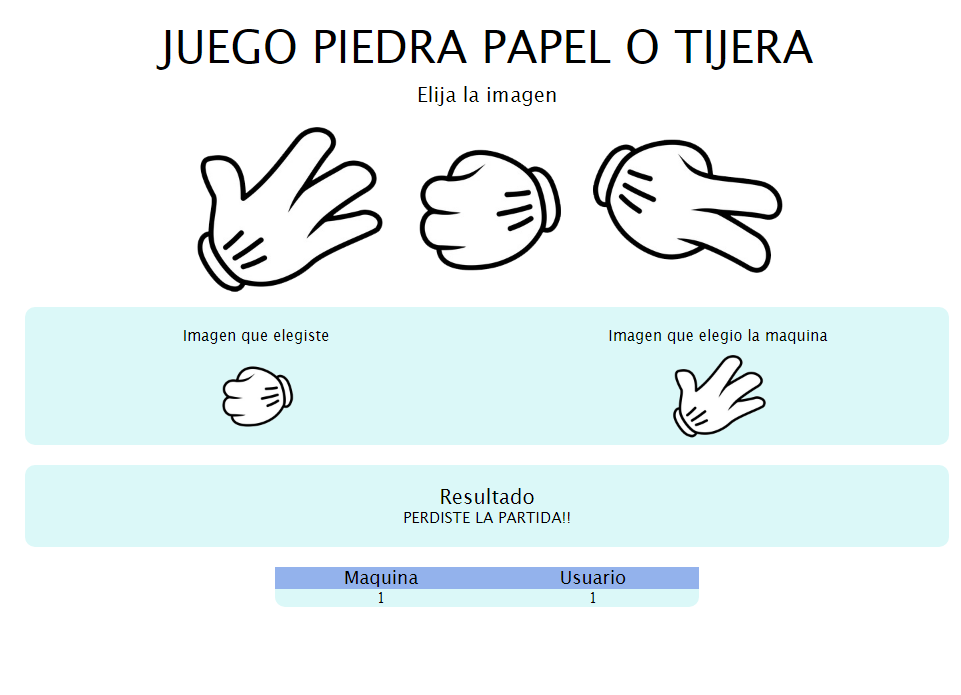 JUEGO PIEDRA PAPEL O TIJERA
Elija la imagen
Imagen que elegiste
Imagen que elegio la maquina
Resultado
PERDISTE LA PARTIDA!!
Maquina Usuario
1 1